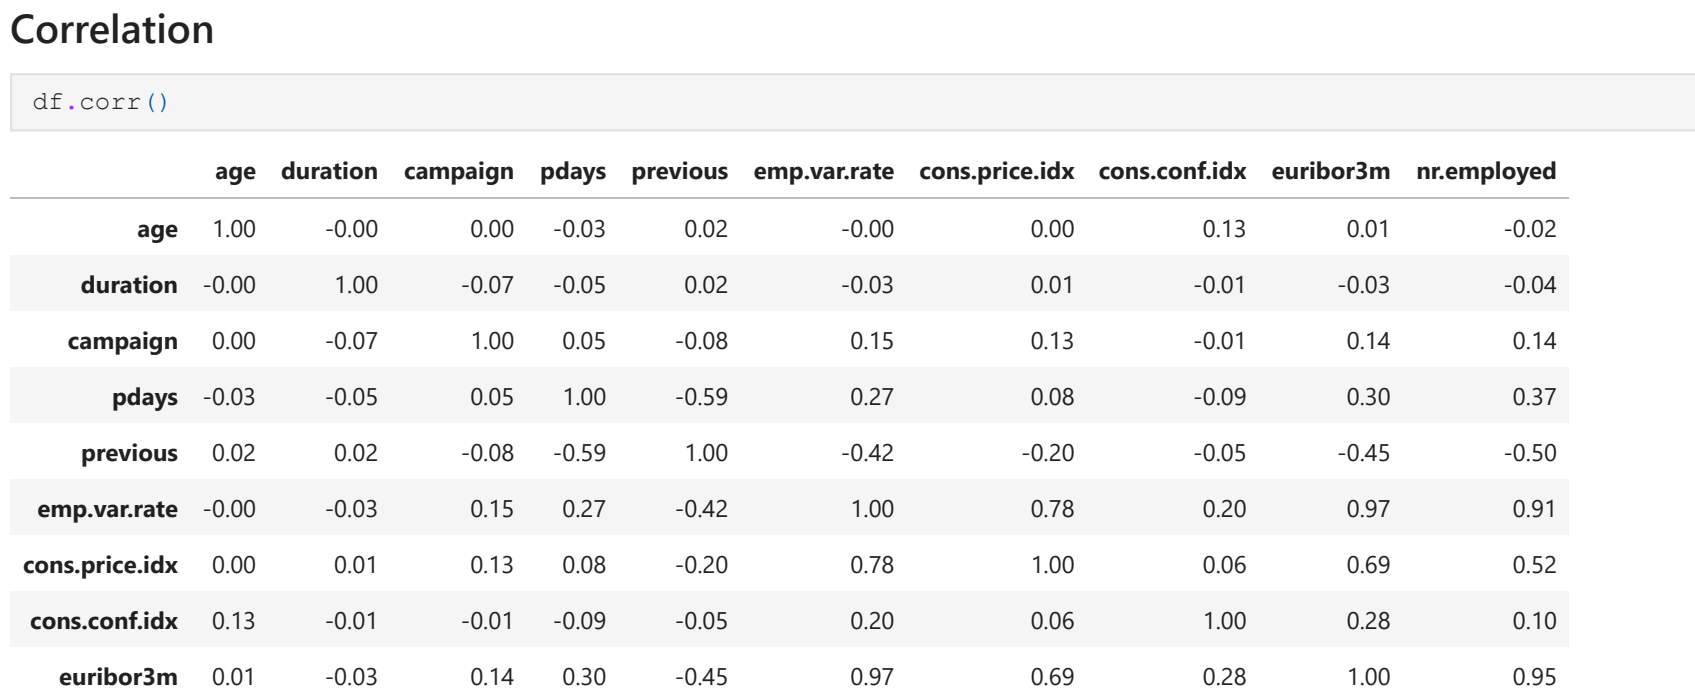 Correlation
df.corr()
age duration campaign pdays previous emp.var.rate cons.price.idx cons.conf.idx euribor3m nr.employed
age 1.00 -0.00 0.00 -0.03 0.02 -0.00 0.00 0.13 0.01 -0.02
duration -0.00 1.00 -0.07 -0.05 0.02 -0.03 0.01 -0.01 -0.03 -0.04
campaign 0.00 -0.07 1.00 0.05 -0.08 0.15 0.13 -0.01 0.14 0.14
pdays -0.03 -0.05 0.05 1.00 -0.59 0.27 0.08 -0.09 0.30 0.37
previous 0.02 0.02 -0.08 -0.59 1.00 -0.42 -0.20 -0.05 -0.45 -0.50
emp.var.rate -0.00 -0.03 0.15 0.27 -0.42 1.00 0.78 0.20 0.97 0.91
cons.price.idx 0.00 0.01 0.13 0.08 -0.20 0.78 1.00 0.06 0.69 0.52
cons.conf.idx 0.13 -0.01 -0.01 -0.09 -0.05 0.20 0.06 1.00 0.28 0.10
euribor3m 0.01 -0.03 0.14 0.30 -0.45 0.97 0.69 0.28 1.00 0.95